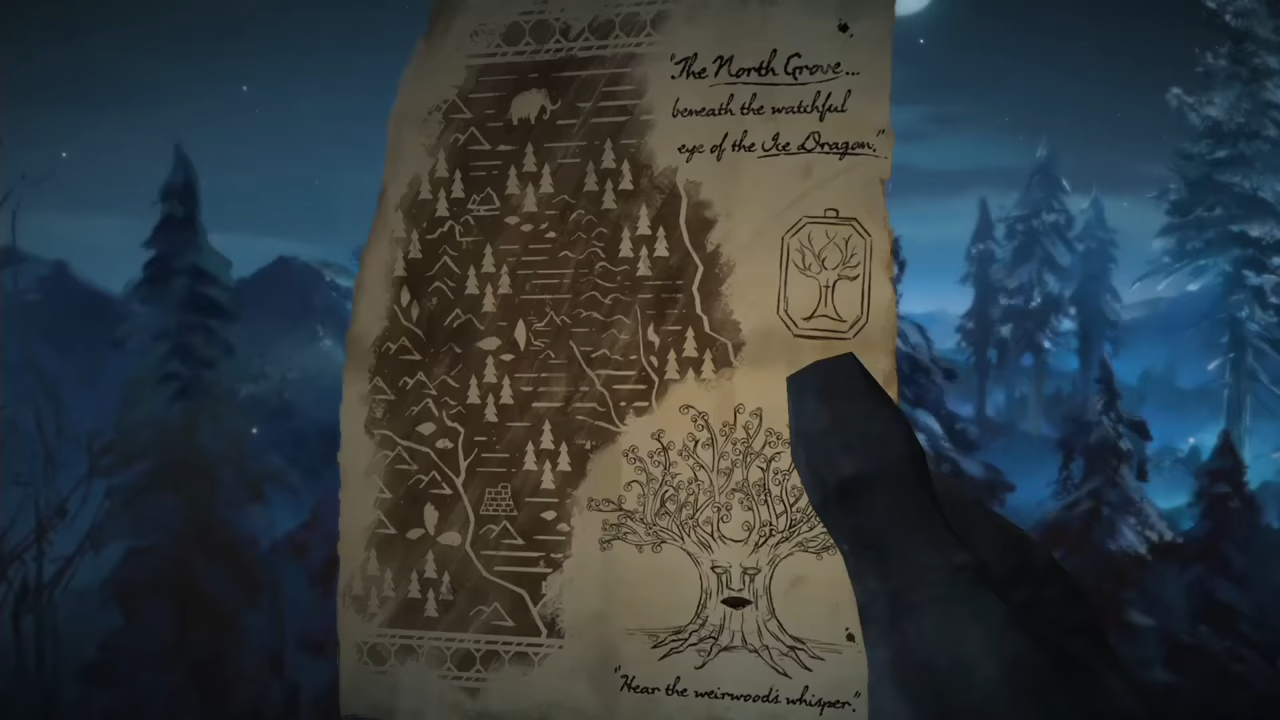 "The North Grove...
beneath the watchful
eye of the Ice Dragon."
"Hear the weirwood's whisper."